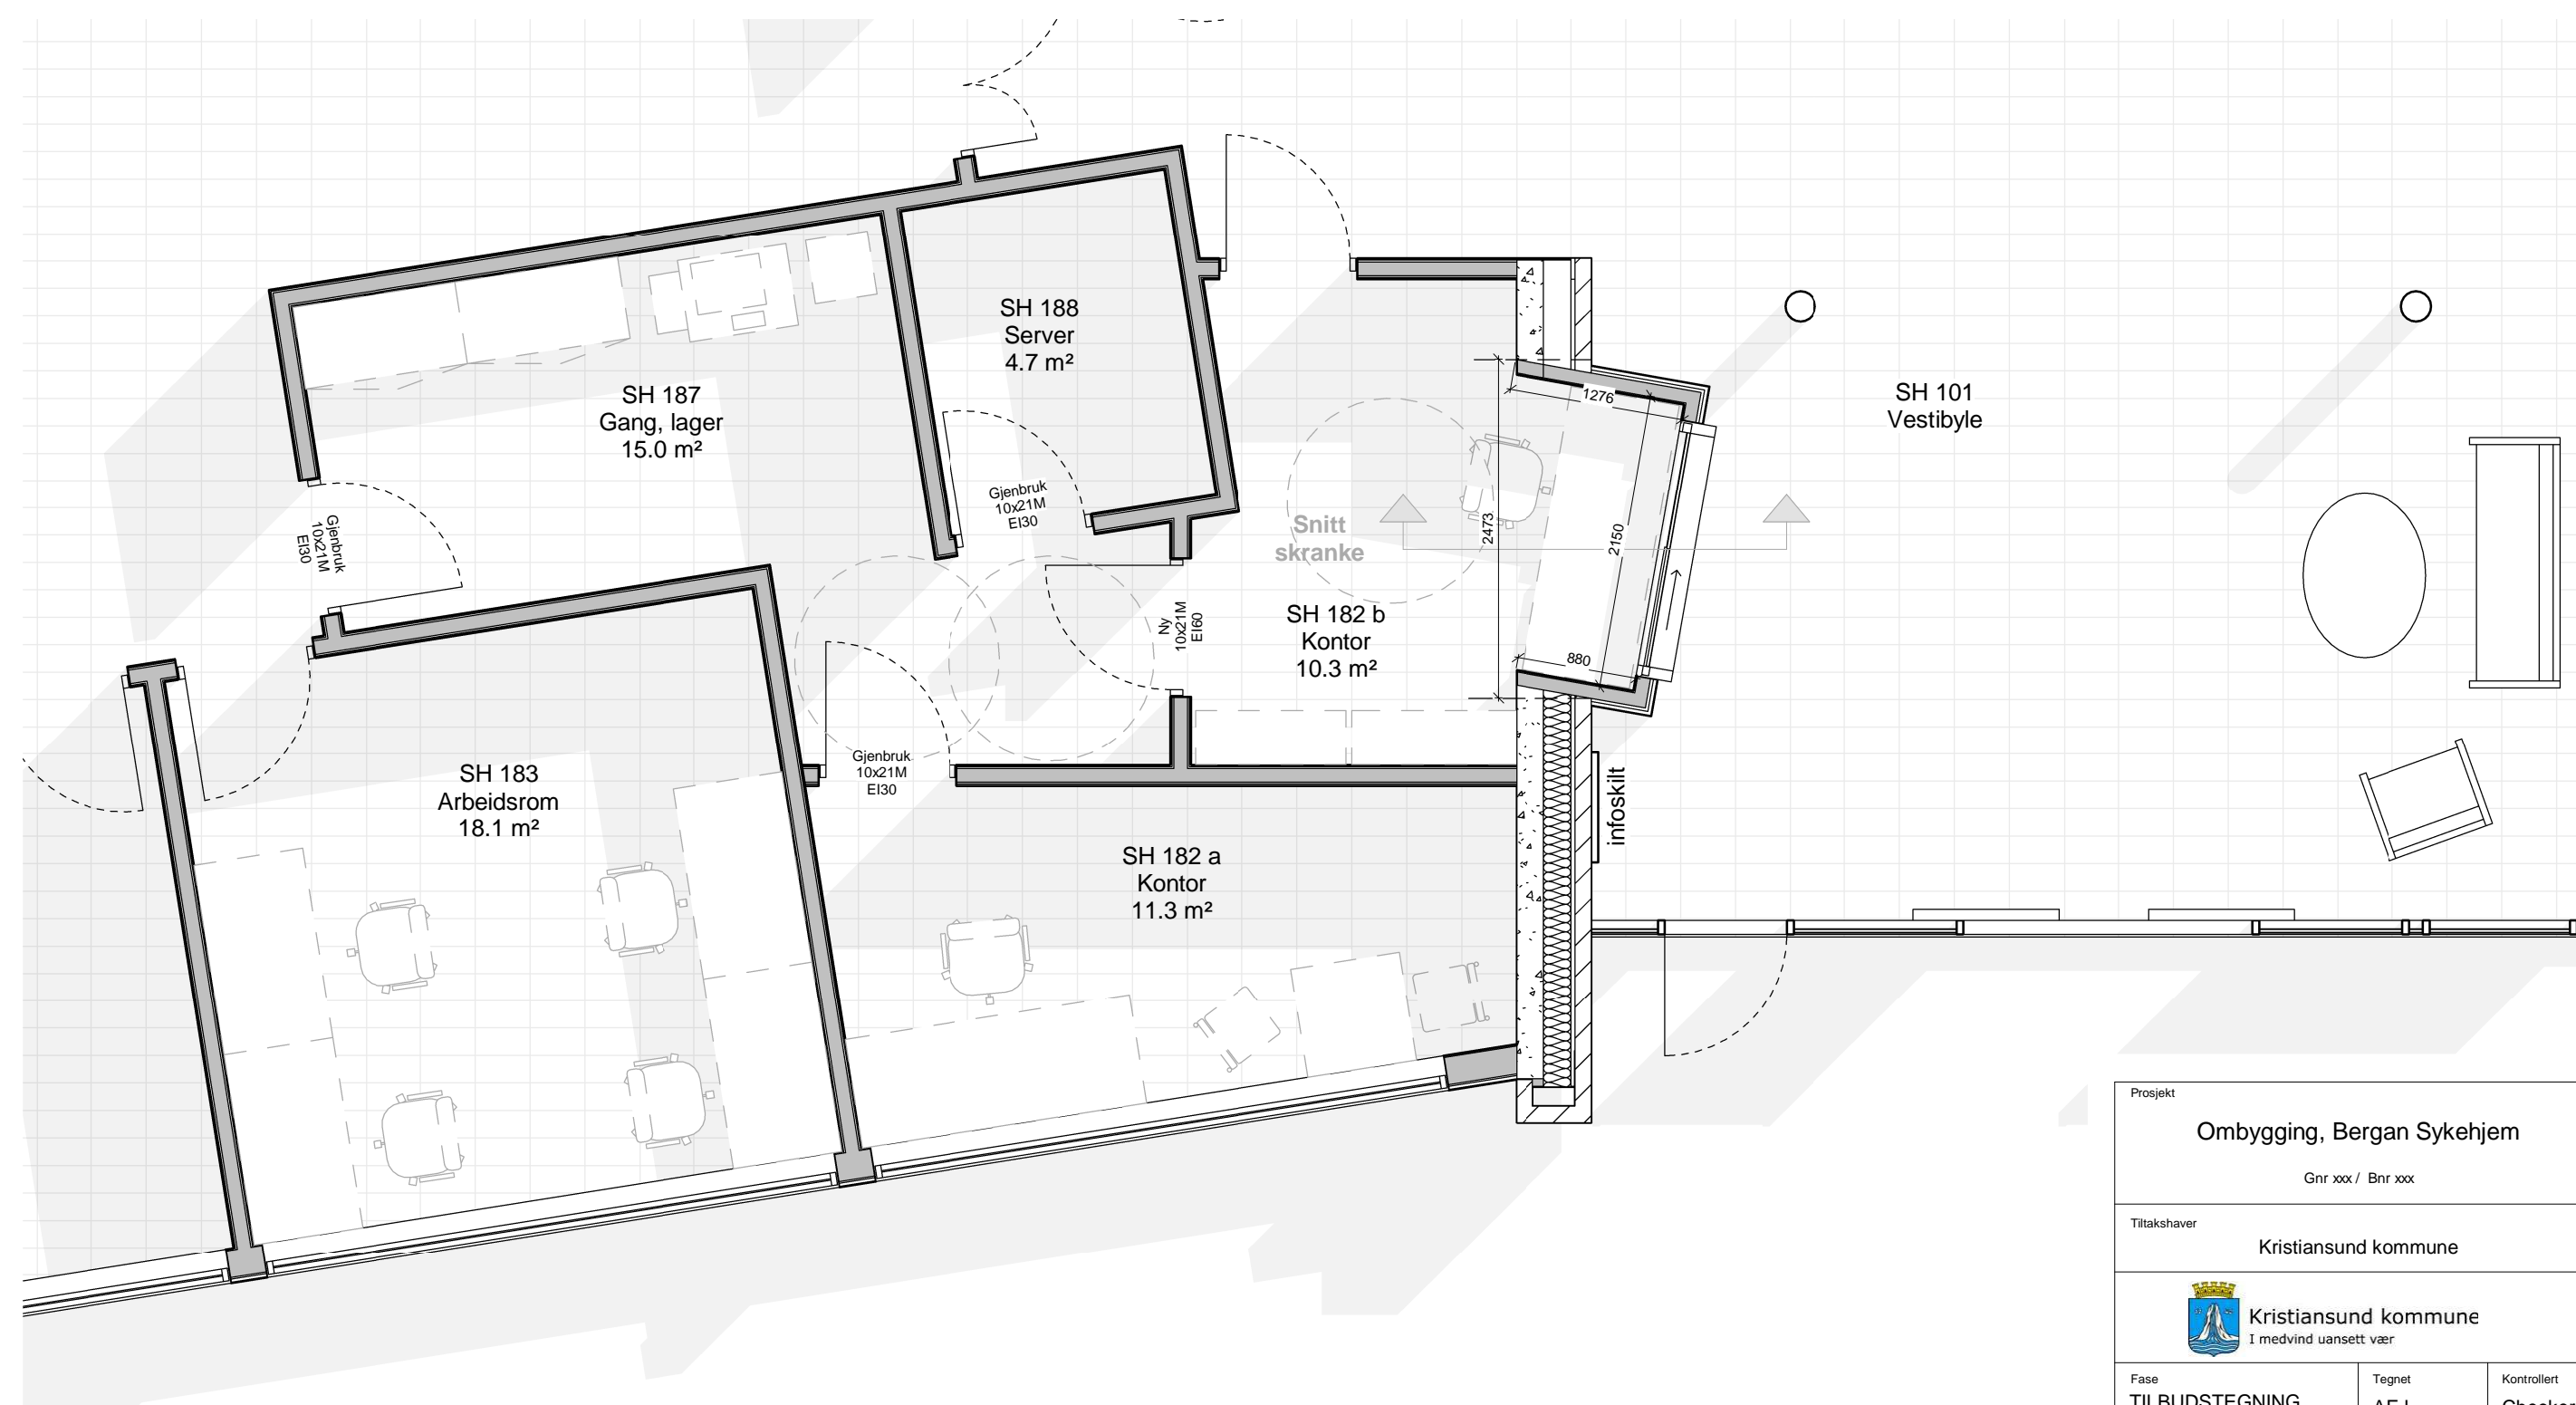 SH 188
Server
4.7 m²
SH 187
Gang, lager
15.0 m²
SH 101
Vestibyle
1276
Gjenbruk
10x21M
EI30
Gjenbruk
10x21M
EI30
Snitt
skranke
2473
2150
Ny
10x21M
EI60
SH 182 b
Kontor
10.3 m²
880
Gjenbruk
10x21M
EI30
SH 183
Arbeidsrom
18.1 m²
infoskilt
SH 182 a
Kontor
11.3 m²
Prosjekt
Ombygging, Bergan Sykehjem
Gnr xxx / Bnr xxx
Tiltakshaver
Kristiansund kommune
Kristiansund kommune
I medvind uansett vær
Fase
Tegnet
Kontrollert
TILBUDSTEGNING